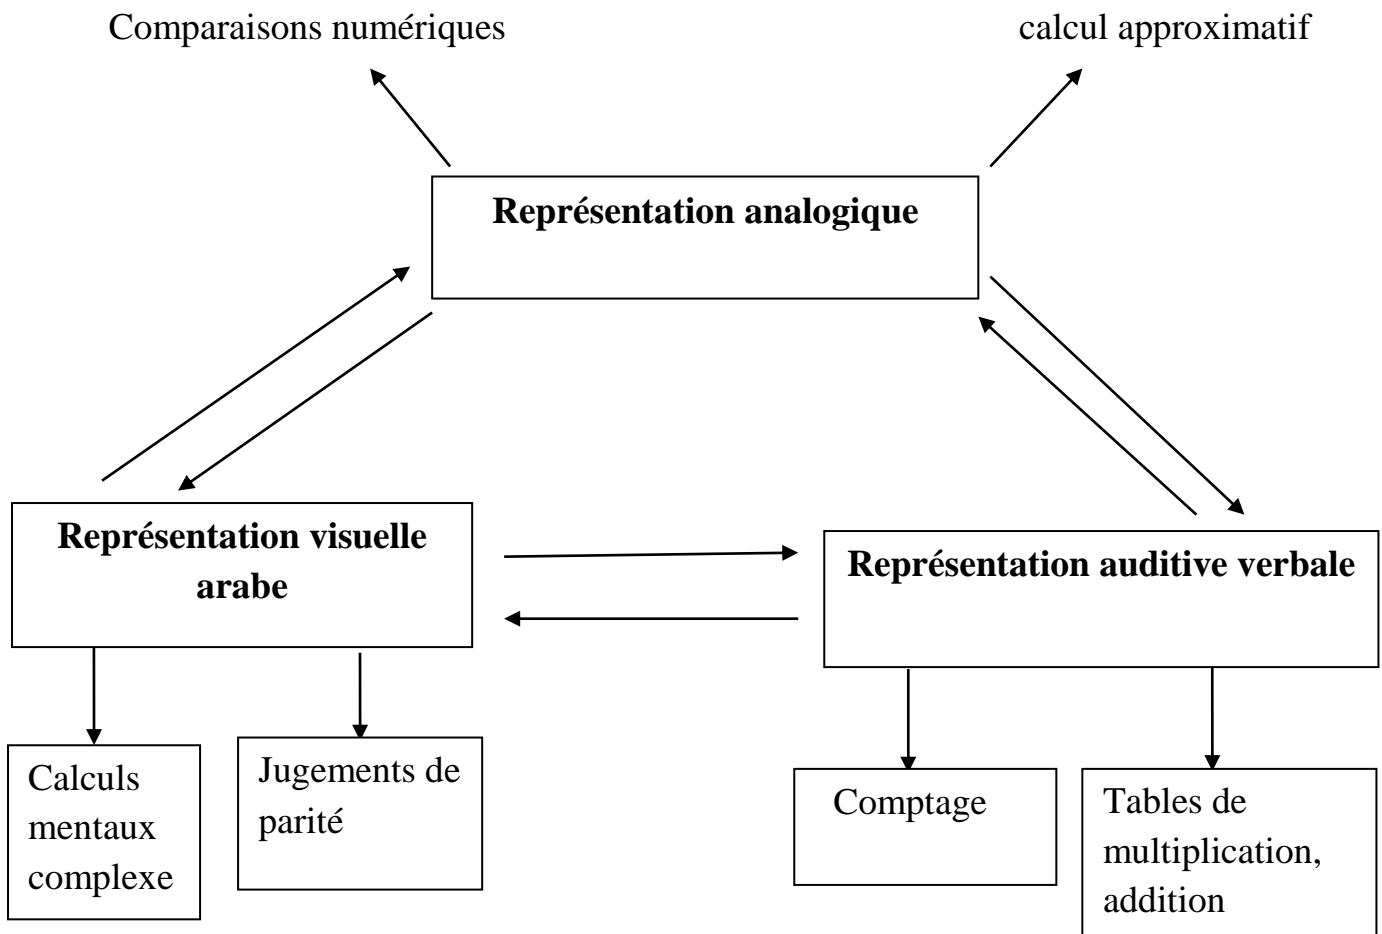 Comparaisons numériques
calcul approximatif
Représentation analogique
Représentation visuelle
arabe
Représentation auditive verbale
Calculs
mentaux
complexe
Jugements de
parité
Comptage
Tables de
multiplication,
addition